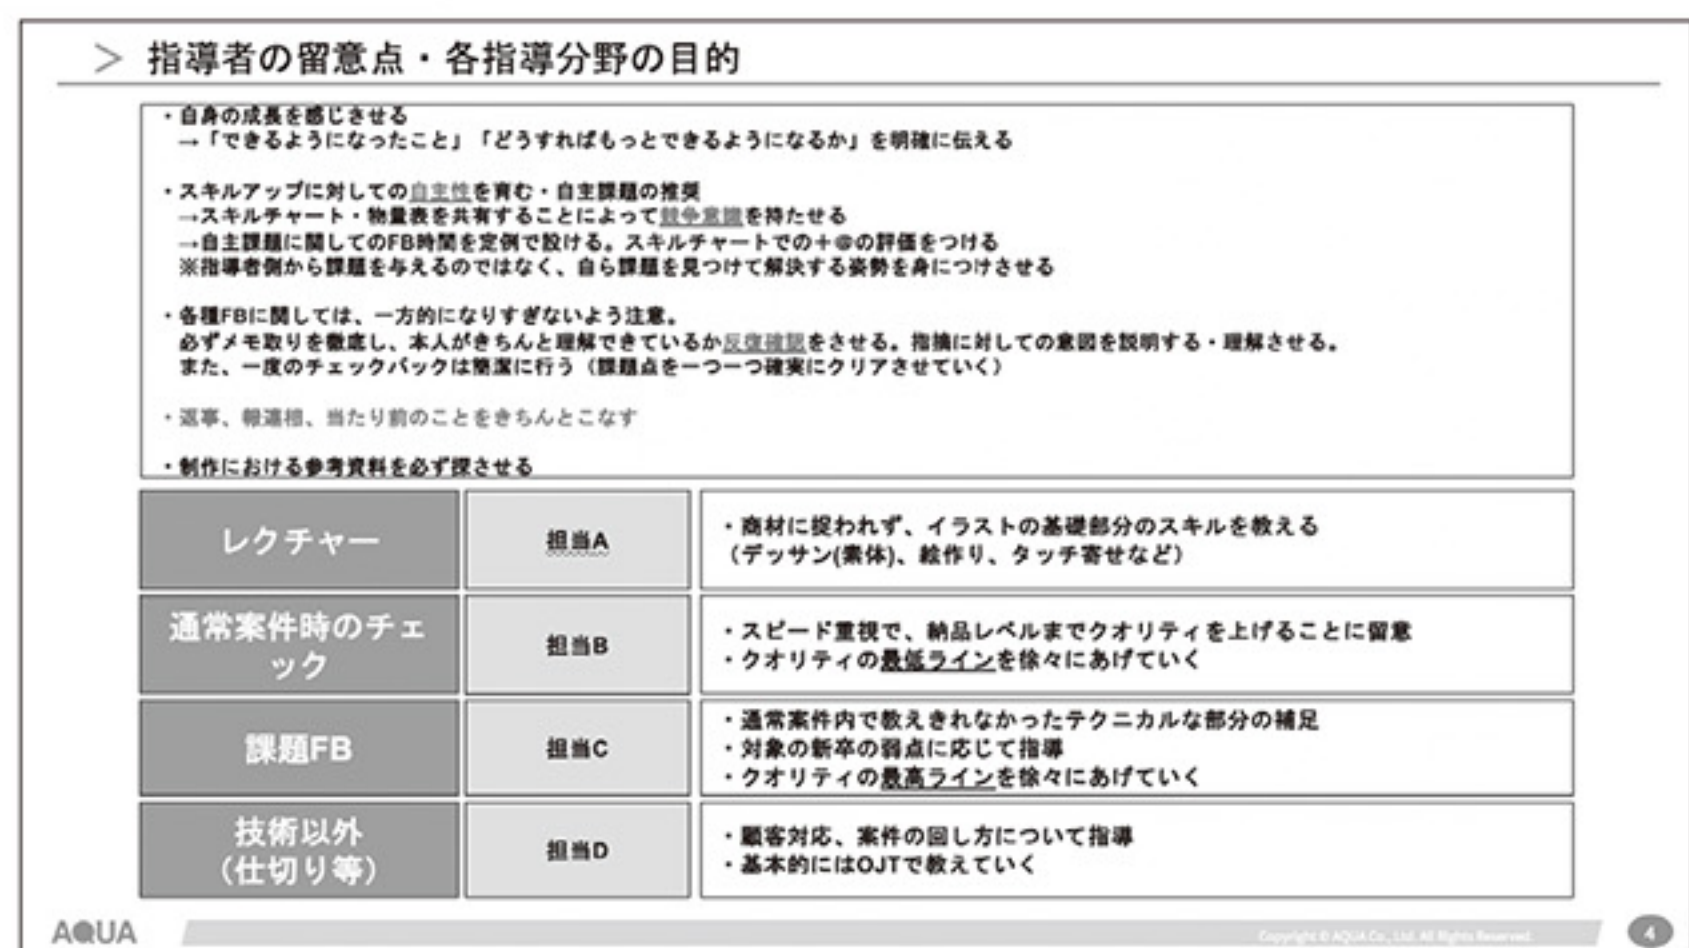 ＞ 指導者の留意点・各指導分野の目的
・自身の成長を感じさせる
→「できるようになったこと」「どうすればもっとできるようになるか」を明確に伝える
・スキルアップに対しての自主性を育む・自主課題の推奨
→スキルチャート・物量表を共有することによって競争意識を持たせる
→自主課題に関してのFB時間を定例で設ける。スキルチャートでの＋@の評価をつける
※指導者側から課題を与えるのではなく、自ら課題を見つけて解決する姿勢を身につけさせる
・各種FBに関しては、一方的になりすぎないよう注意。
必ずメモ取りを徹底し、本人がきちんと理解できているか反復確認をさせる。指摘に対しての意図を説明する・理解させる。
また、一度のチェックバックは簡潔に行う（課題点を一つ一つ確実にクリアさせていく）
・返事、報連相、当たり前のことをきちんとこなす
・制作における参考資料を必ず探させる
レクチャー
担当A
・商材に捉われず、イラストの基礎部分のスキルを教える
（デッサン(素体)、絵作り、タッチ寄せなど）
通常案件時のチェ
ック
担当B
・スピード重視で、納品レベルまでクオリティを上げることに留意
・クオリティの最低ラインを徐々にあげていく
課題FB
担当C
・通常案件内で教えきれなかったテクニカルな部分の補足
・対象の新卒の弱点に応じて指導
・クオリティの最高ラインを徐々にあげていく
技術以外
（仕切り等）
担当D
・顧客対応、案件の回し方について指導
・基本的にはOJTで教えていく
AQUA
Copyright © AQUA Co., Ltd. All Rights Reserved.
4